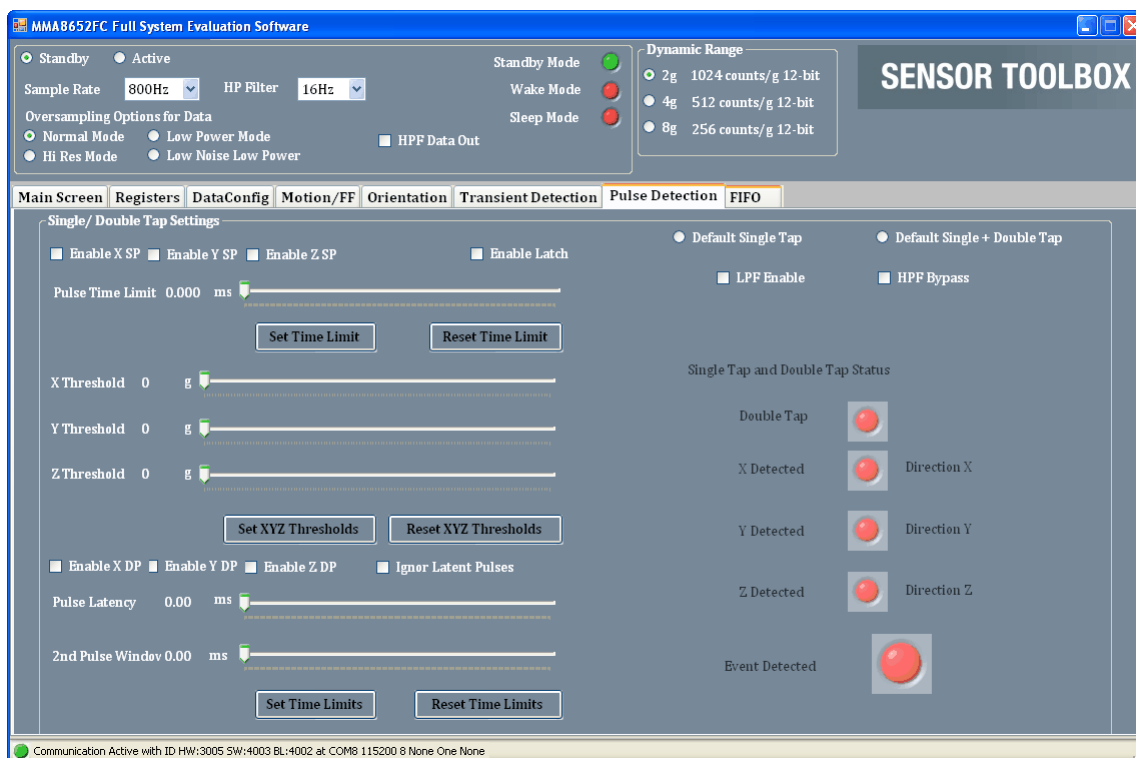 MMA8652FC Full System Evaluation Software
Standby Active
Sample Rate 800Hz HP Filter 16Hz
Oversampling Options for Data
Normal Mode Low Power Mode
Hi Res Mode Low Noise Low Power
HPF Data Out
Standby Mode
Wake Mode
Sleep Mode
Dynamic Range
2g 1024 counts/g 12-bit
4g 512 counts/g 12-bit
8g 256 counts/g 12-bit
SENSOR TOOLBOX
Main Screen Registers DataConfig Motion/FF Orientation Transient Detection Pulse Detection FIFO
Single/ Double Tap Settings
Enable X SP Enable Y SP Enable Z SP Enable Latch
Pulse Time Limit 0.000 ms
Set Time Limit Reset Time Limit
X Threshold 0 g
Y Threshold 0 g
Z Threshold 0 g
Set XYZ Thresholds Reset XYZ Thresholds
Enable X DP Enable Y DP Enable Z DP Ignor Latent Pulses
Pulse Latency 0.00 ms
2nd Pulse Windov 0.00 ms
Set Time Limits Reset Time Limits
Default Single Tap Default Single + Double Tap
LPF Enable HPF Bypass
Single Tap and Double Tap Status
Double Tap
X Detected Direction X
Y Detected Direction Y
Z Detected Direction Z
Event Detected
Communication Active with ID HW:3005 SW:4003 BL:4002 at COM8 115200 8 None One None